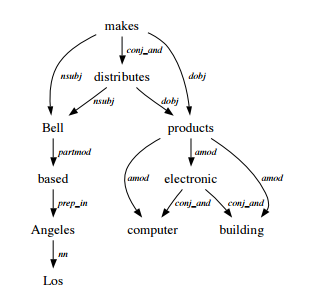 makes
conj_and
nsubj distributes dobj
nsubj dobj
Bell products
partmod amod
based amod electronic amod
prep_in conj_and conj_and
Angeles computer building
nn
Los